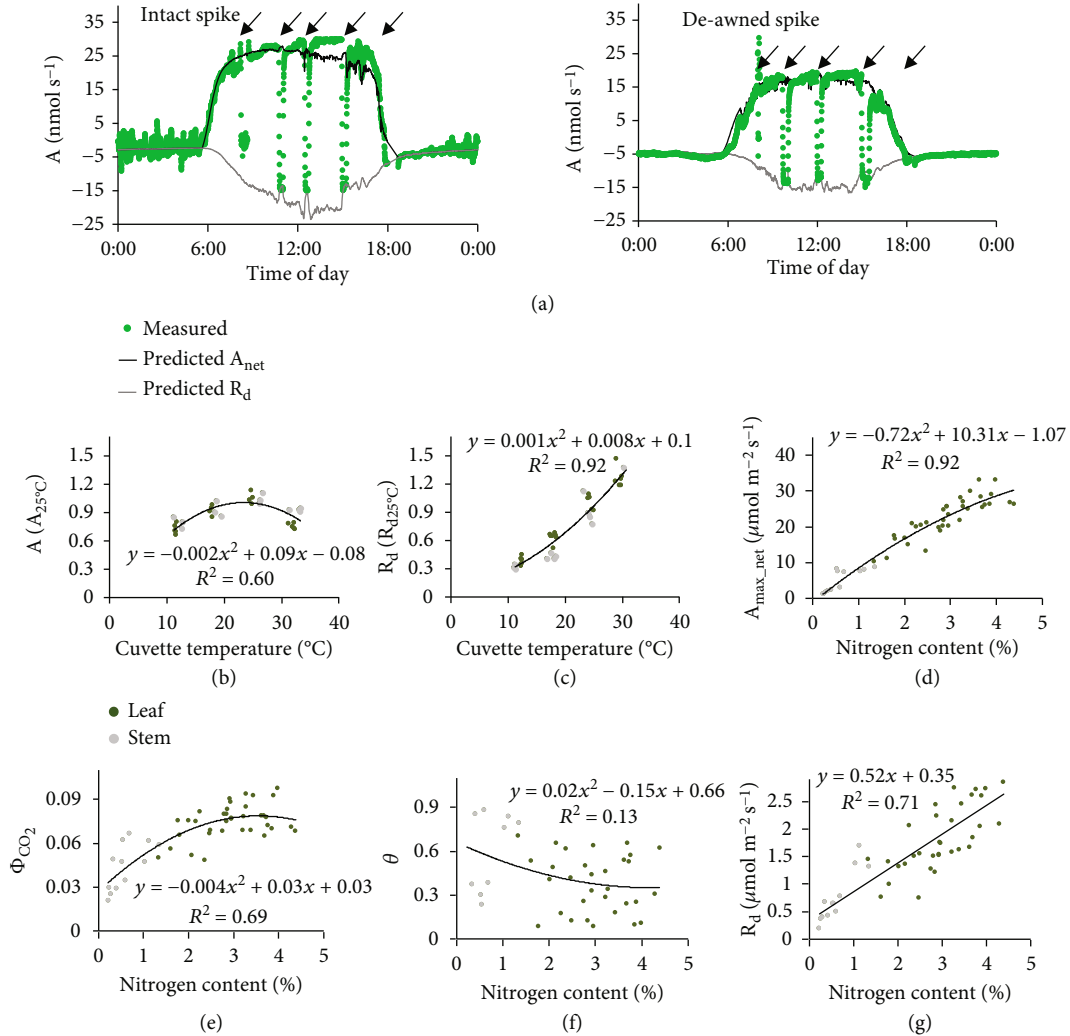 Intact spike
De-awned spike
A (nmol s⁻¹)
35
25
15
5
−5
−15
−25
0:00 6:00 12:00 18:00 0:00
Time of day
A (nmol s⁻¹)
35
25
15
5
−5
−15
−25
0:00 6:00 12:00 18:00 0:00
Time of day
(a)
Measured
Predicted A_net
Predicted R_d
A (A_25°C)
1.5
1.2
0.9
0.6
0.3
0
y = −0.002x² + 0.09x − 0.08
R² = 0.60
0 10 20 30 40
Cuvette temperature (°C)
(b)
R_d (R_d25°C)
1.5
1.2
0.9
0.6
0.3
0
y = 0.001x² + 0.008x + 0.1
R² = 0.92
0 10 20 30 40
Cuvette temperature (°C)
(c)
A_max_net (μmol m⁻² s⁻¹)
40
30
20
10
0
y = −0.72x² + 10.31x − 1.07
R² = 0.92
0 1 2 3 4 5
Nitrogen content (%)
(d)
Leaf
Stem
Φ_CO₂
0.09
0.06
0.03
0
y = −0.004x² + 0.03x + 0.03
R² = 0.69
0 1 2 3 4 5
Nitrogen content (%)
(e)
θ
0.9
0.6
0.3
0
y = 0.02x² − 0.15x + 0.66
R² = 0.13
0 1 2 3 4 5
Nitrogen content (%)
(f)
R_d (μmol m⁻² s⁻¹)
2.5
2
1.5
1
0.5
0
y = 0.52x + 0.35
R² = 0.71
0 1 2 3 4 5
Nitrogen content (%)
(g)